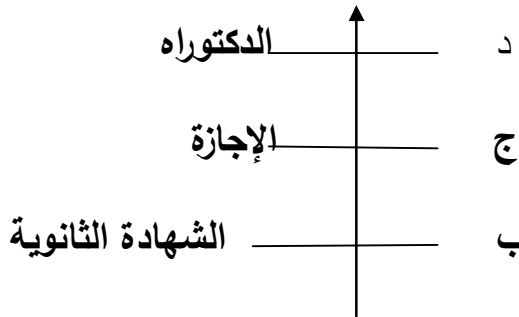 د الدكتوراه
ج الإجازة
ب الشهادة الثانوية